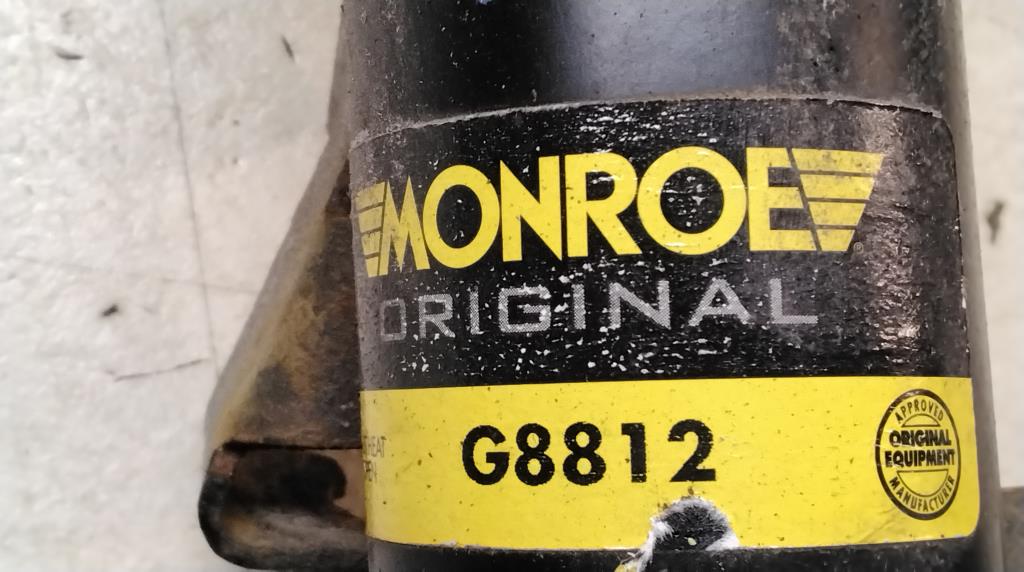 MONROE
ORIGINAL
G8812
APPROVED
ORIGINAL
EQUIPMENT
MANUFACTURER